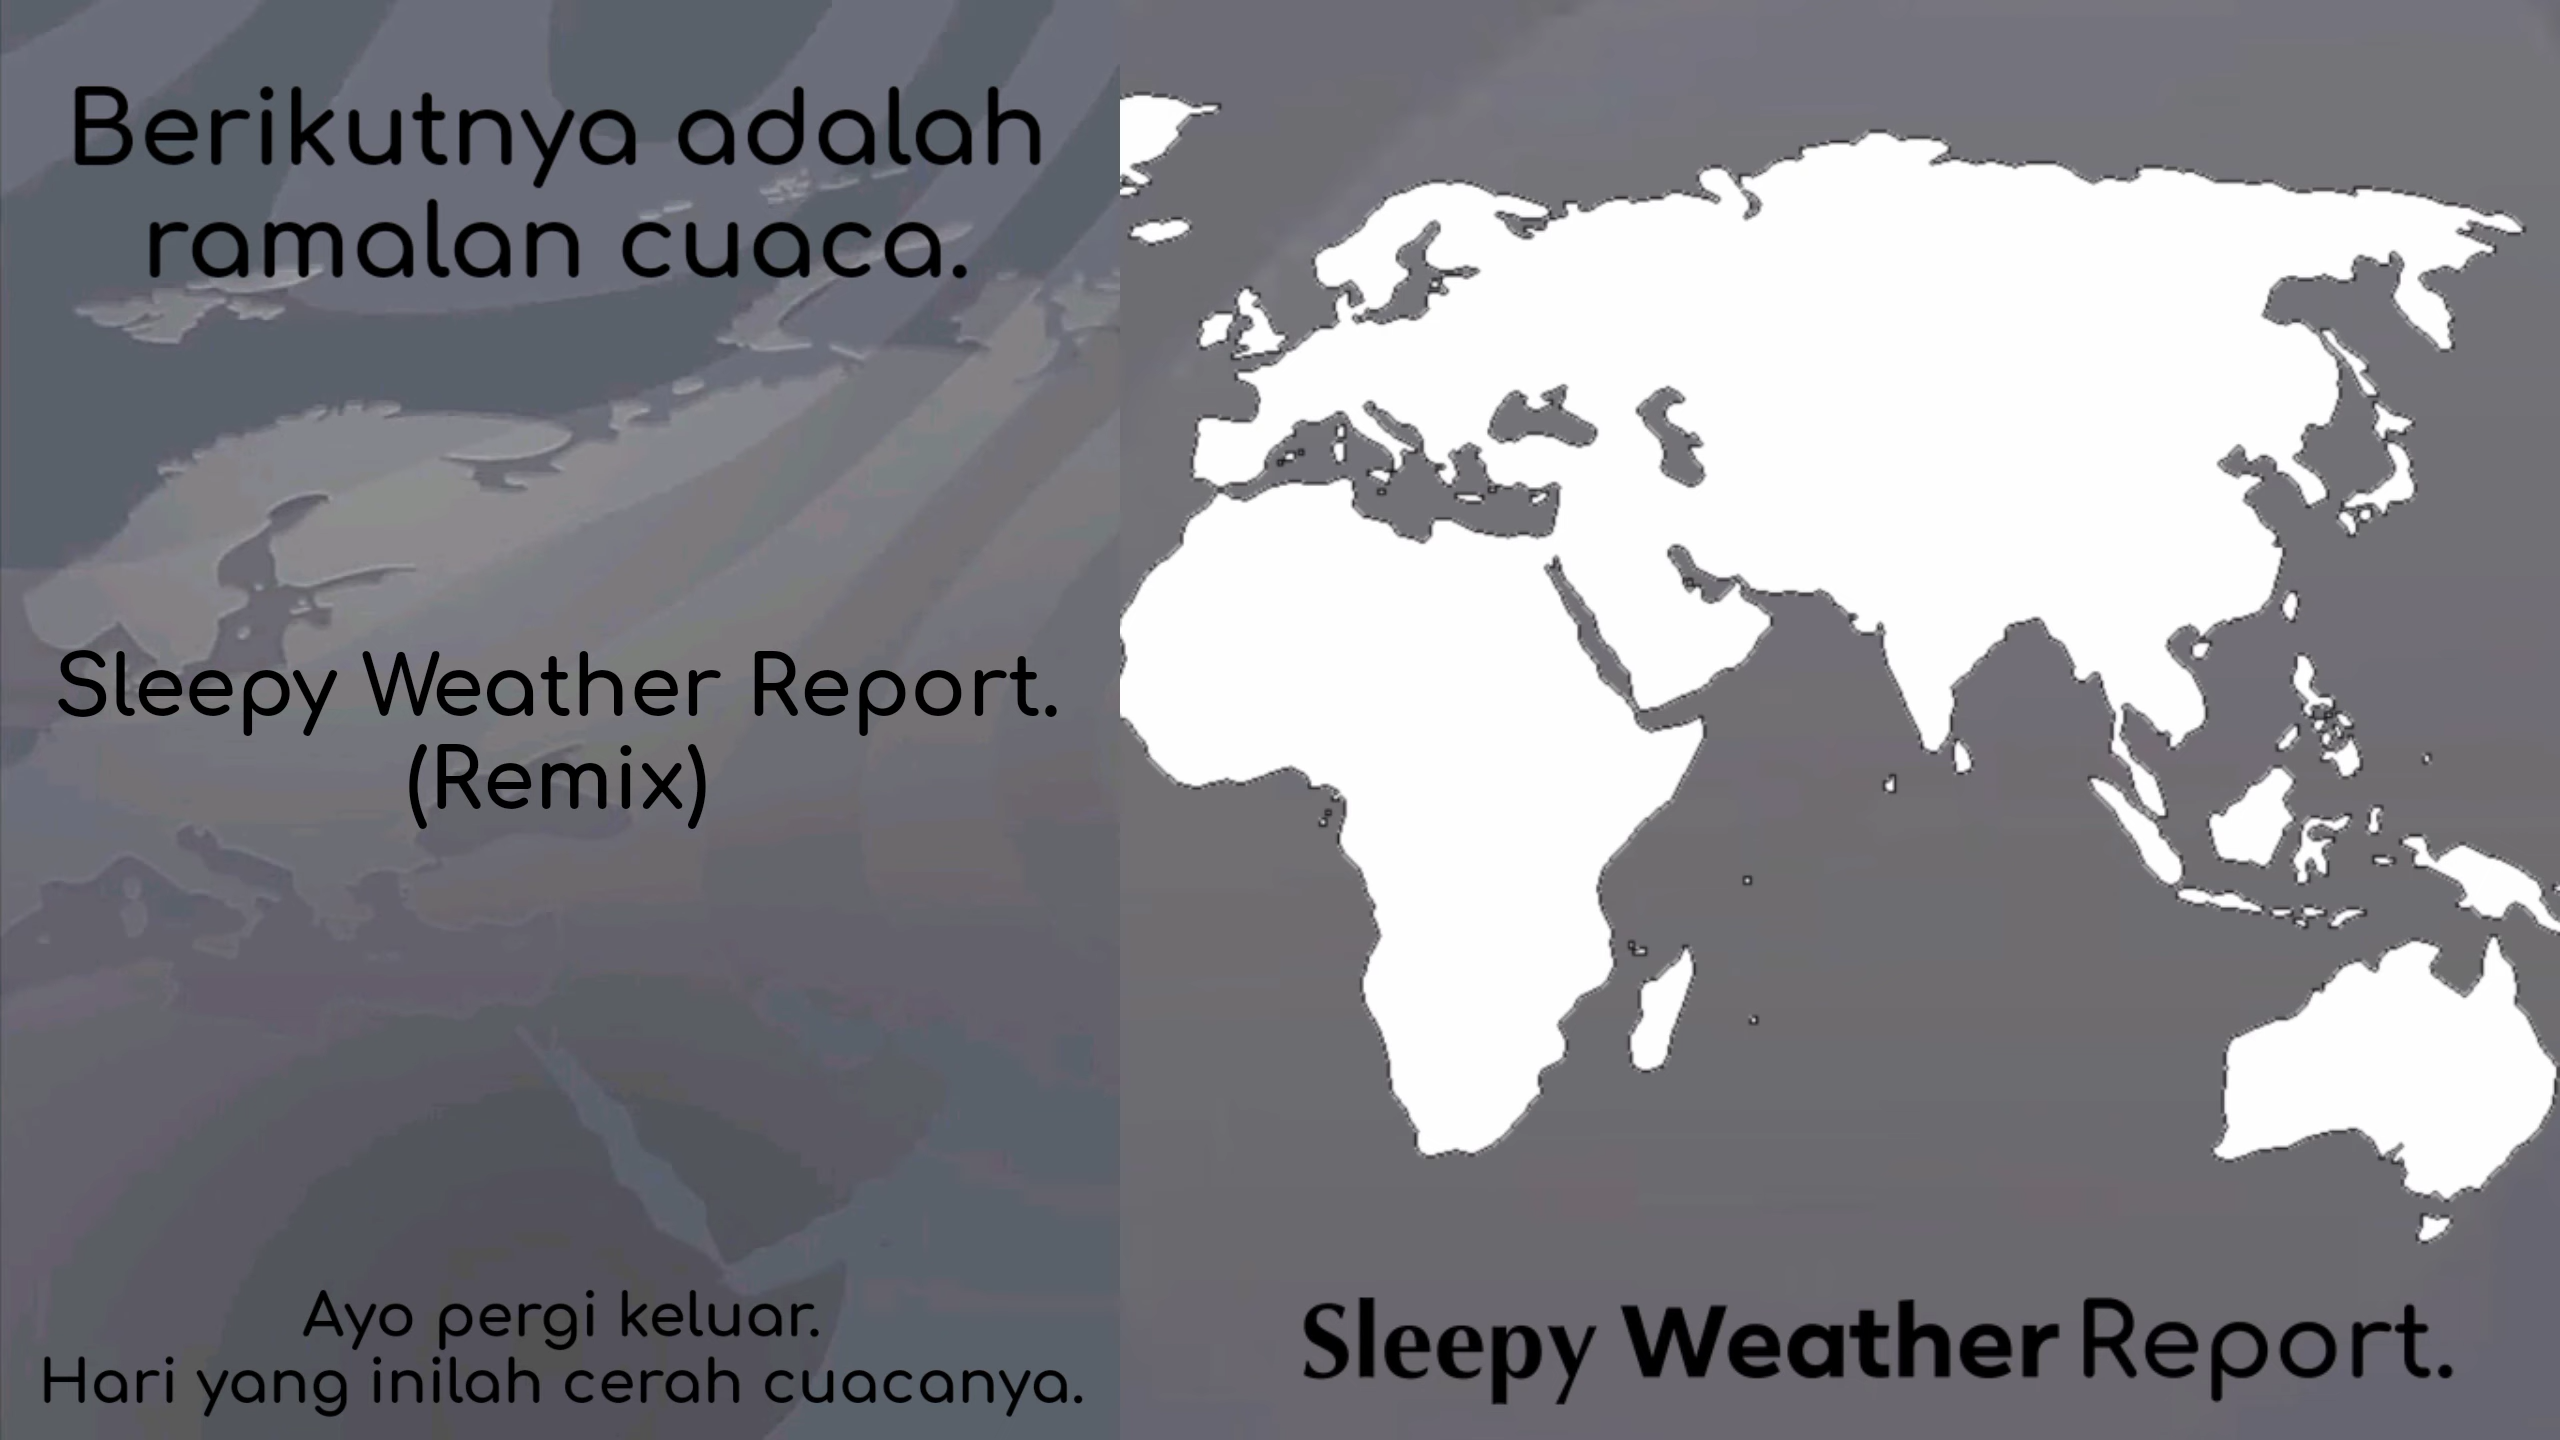 Berikutnya adalah
ramalan cuaca.
Sleepy Weather Report.
(Remix)
Ayo pergi keluar.
Hari yang inilah cerah cuacanya.
Sleepy Weather Report.